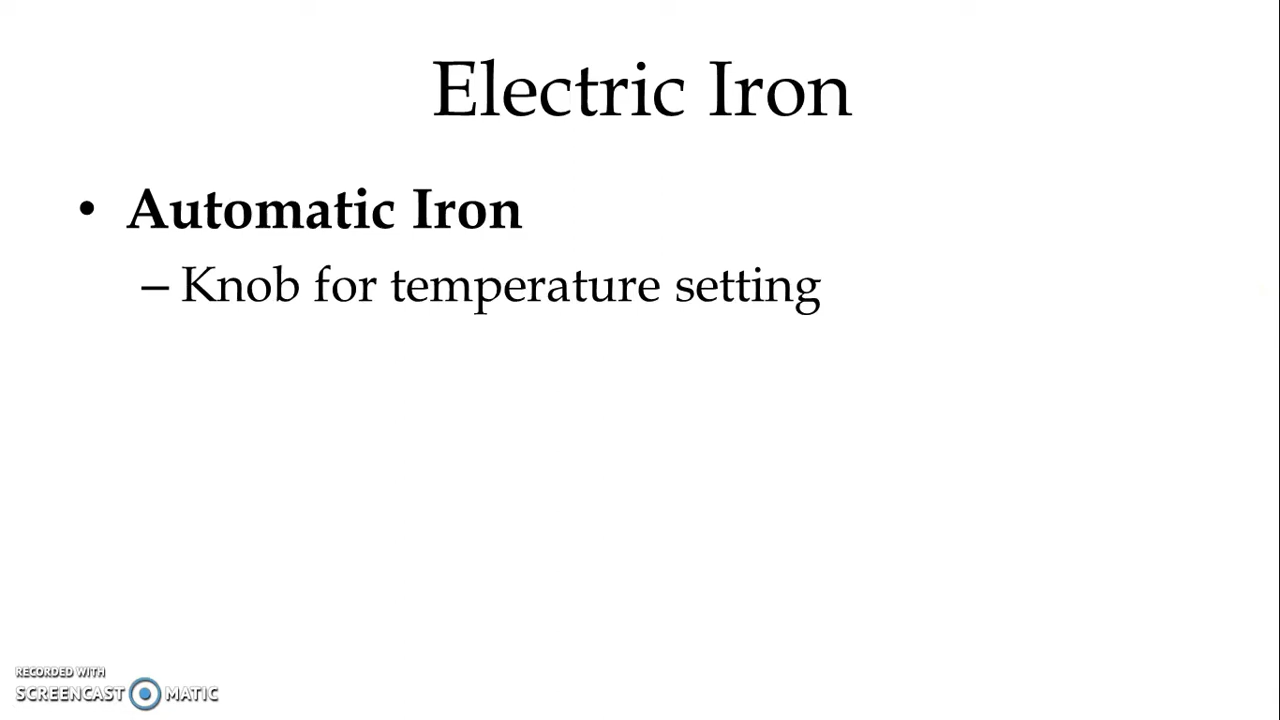 Electric Iron
• Automatic Iron
– Knob for temperature setting
RECORDED WITH
SCREENCAST MATIC